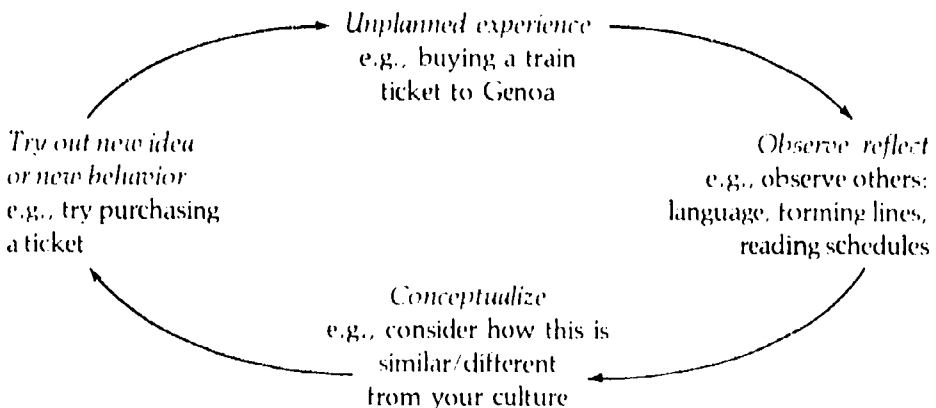 Unplanned experience
e.g., buying a train
ticket to Genoa
Observe reflect
e.g., observe others:
language, forming lines,
reading schedules
Conceptualize
e.g., consider how this is
similar/different
from your culture
Try out new idea
or new behavior
e.g., try purchasing
a ticket